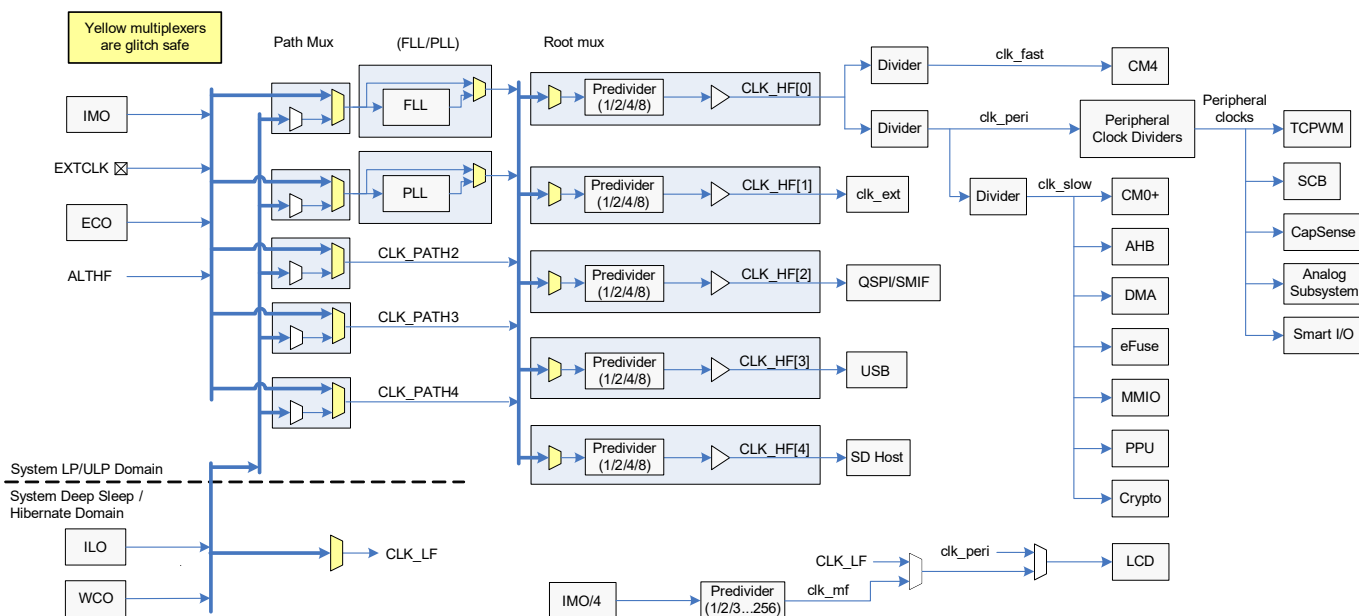 Yellow multiplexers
are glitch safe
Path Mux
(FLL/PLL)
Root mux
IMO
EXTCLK
ECO
ALTHF
FLL
PLL
CLK_PATH2
CLK_PATH3
CLK_PATH4
Predivider
(1/2/4/8)
CLK_HF[0]
Predivider
(1/2/4/8)
CLK_HF[1]
clk_ext
Predivider
(1/2/4/8)
CLK_HF[2]
QSPI/SMIF
Predivider
(1/2/4/8)
CLK_HF[3]
USB
Predivider
(1/2/4/8)
CLK_HF[4]
SD Host
Divider
clk_fast
CM4
Divider
clk_peri
Peripheral
Clock Dividers
Peripheral
clocks
TCPWM
SCB
CapSense
Analog
Subsystem
Smart I/O
Divider
clk_slow
CM0+
AHB
DMA
eFuse
MMIO
PPU
Crypto
System LP/ULP Domain
System Deep Sleep /
Hibernate Domain
ILO
WCO
CLK_LF
IMO/4
Predivider
(1/2/3...256)
clk_mf
CLK_LF
clk_peri
LCD